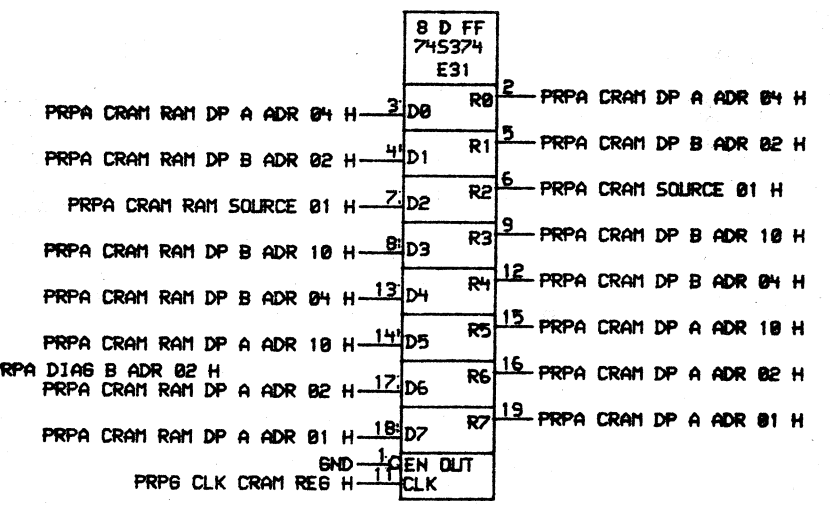 8 D FF
74S374
E31
PRPA CRAM RAM DP A ADR 04 H 3 D0 R0 2 PRPA CRAM DP A ADR 04 H
PRPA CRAM RAM DP B ADR 02 H 4 D1 R1 5 PRPA CRAM DP B ADR 02 H
PRPA CRAM RAM SOURCE 01 H 7 D2 R2 6 PRPA CRAM SOURCE 01 H
PRPA CRAM RAM DP B ADR 10 H 8 D3 R3 9 PRPA CRAM DP B ADR 10 H
PRPA CRAM RAM DP B ADR 04 H 13 D4 R4 12 PRPA CRAM DP B ADR 04 H
PRPA CRAM RAM DP A ADR 10 H 14 D5 R5 15 PRPA CRAM DP A ADR 10 H
RPA DIAG B ADR 02 H
PRPA CRAM RAM DP A ADR 02 H 17 D6 R6 16 PRPA CRAM DP A ADR 02 H
PRPA CRAM RAM DP A ADR 01 H 18 D7 R7 19 PRPA CRAM DP A ADR 01 H
GND 1 EN OUT
PRPG CLK CRAM REG H 11 CLK